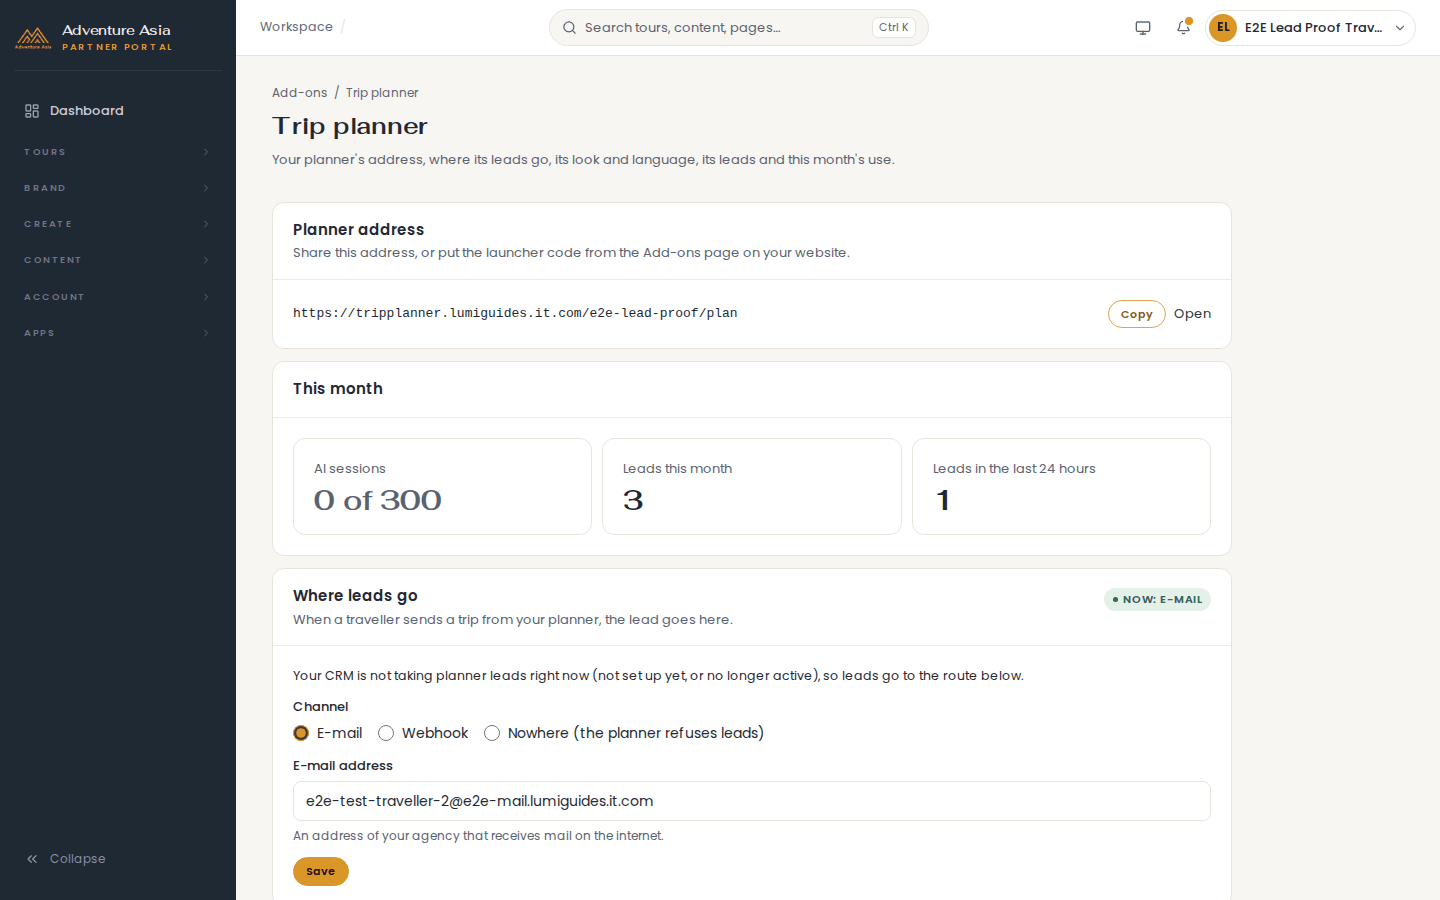 Adventure Asia
PARTNER PORTAL
Adventure Asia
Dashboard
TOURS
BRAND
CREATE
CONTENT
ACCOUNT
APPS
Collapse
Workspace /
Search tours, content, pages...
Ctrl K
EL
E2E Lead Proof Trav...
Add-ons / Trip planner
Trip planner
Your planner's address, where its leads go, its look and language, its leads and this month's use.
Planner address
Share this address, or put the launcher code from the Add-ons page on your website.
https://tripplanner.lumiguides.it.com/e2e-lead-proof/plan
Copy
Open
This month
AI sessions
0 of 300
Leads this month
3
Leads in the last 24 hours
1
Where leads go
NOW: E-MAIL
When a traveller sends a trip from your planner, the lead goes here.
Your CRM is not taking planner leads right now (not set up yet, or no longer active), so leads go to the route below.
Channel
E-mail
Webhook
Nowhere (the planner refuses leads)
E-mail address
e2e-test-traveller-2@e2e-mail.lumiguides.it.com
An address of your agency that receives mail on the internet.
Save